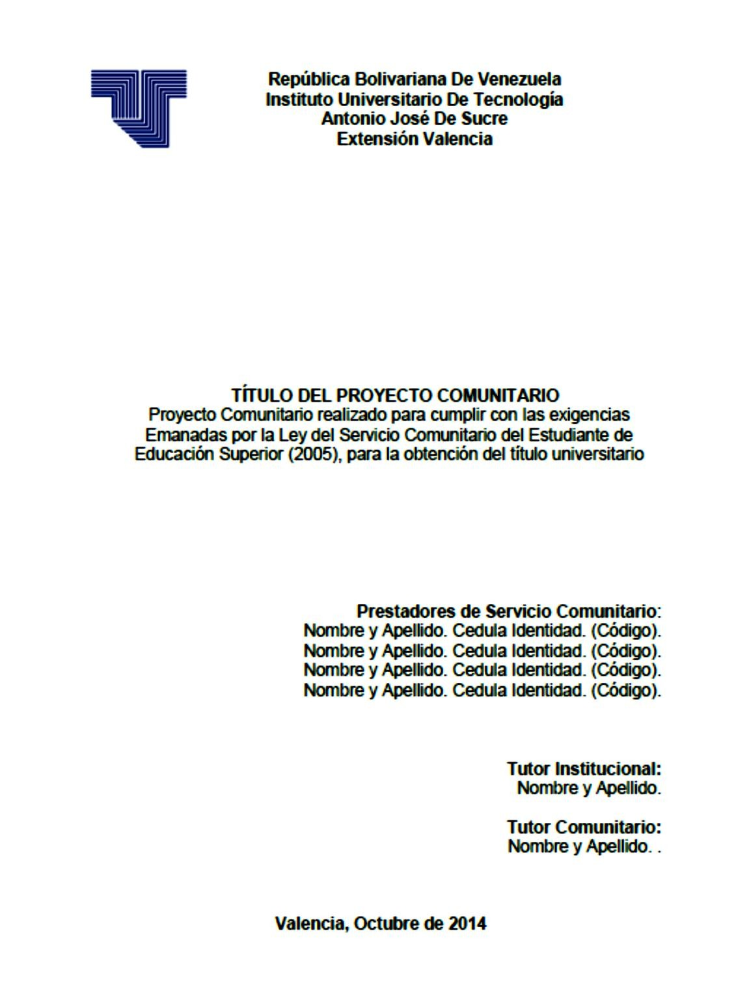 República Bolivariana De Venezuela
Instituto Universitario De Tecnología
Antonio José De Sucre
Extensión Valencia
TÍTULO DEL PROYECTO COMUNITARIO
Proyecto Comunitario realizado para cumplir con las exigencias
Emanadas por la Ley del Servicio Comunitario del Estudiante de
Educación Superior (2005), para la obtención del título universitario
Prestadores de Servicio Comunitario:
Nombre y Apellido. Cedula Identidad. (Código).
Nombre y Apellido. Cedula Identidad. (Código).
Nombre y Apellido. Cedula Identidad. (Código).
Nombre y Apellido. Cedula Identidad. (Código).
Tutor Institucional:
Nombre y Apellido.
Tutor Comunitario:
Nombre y Apellido. .
Valencia, Octubre de 2014